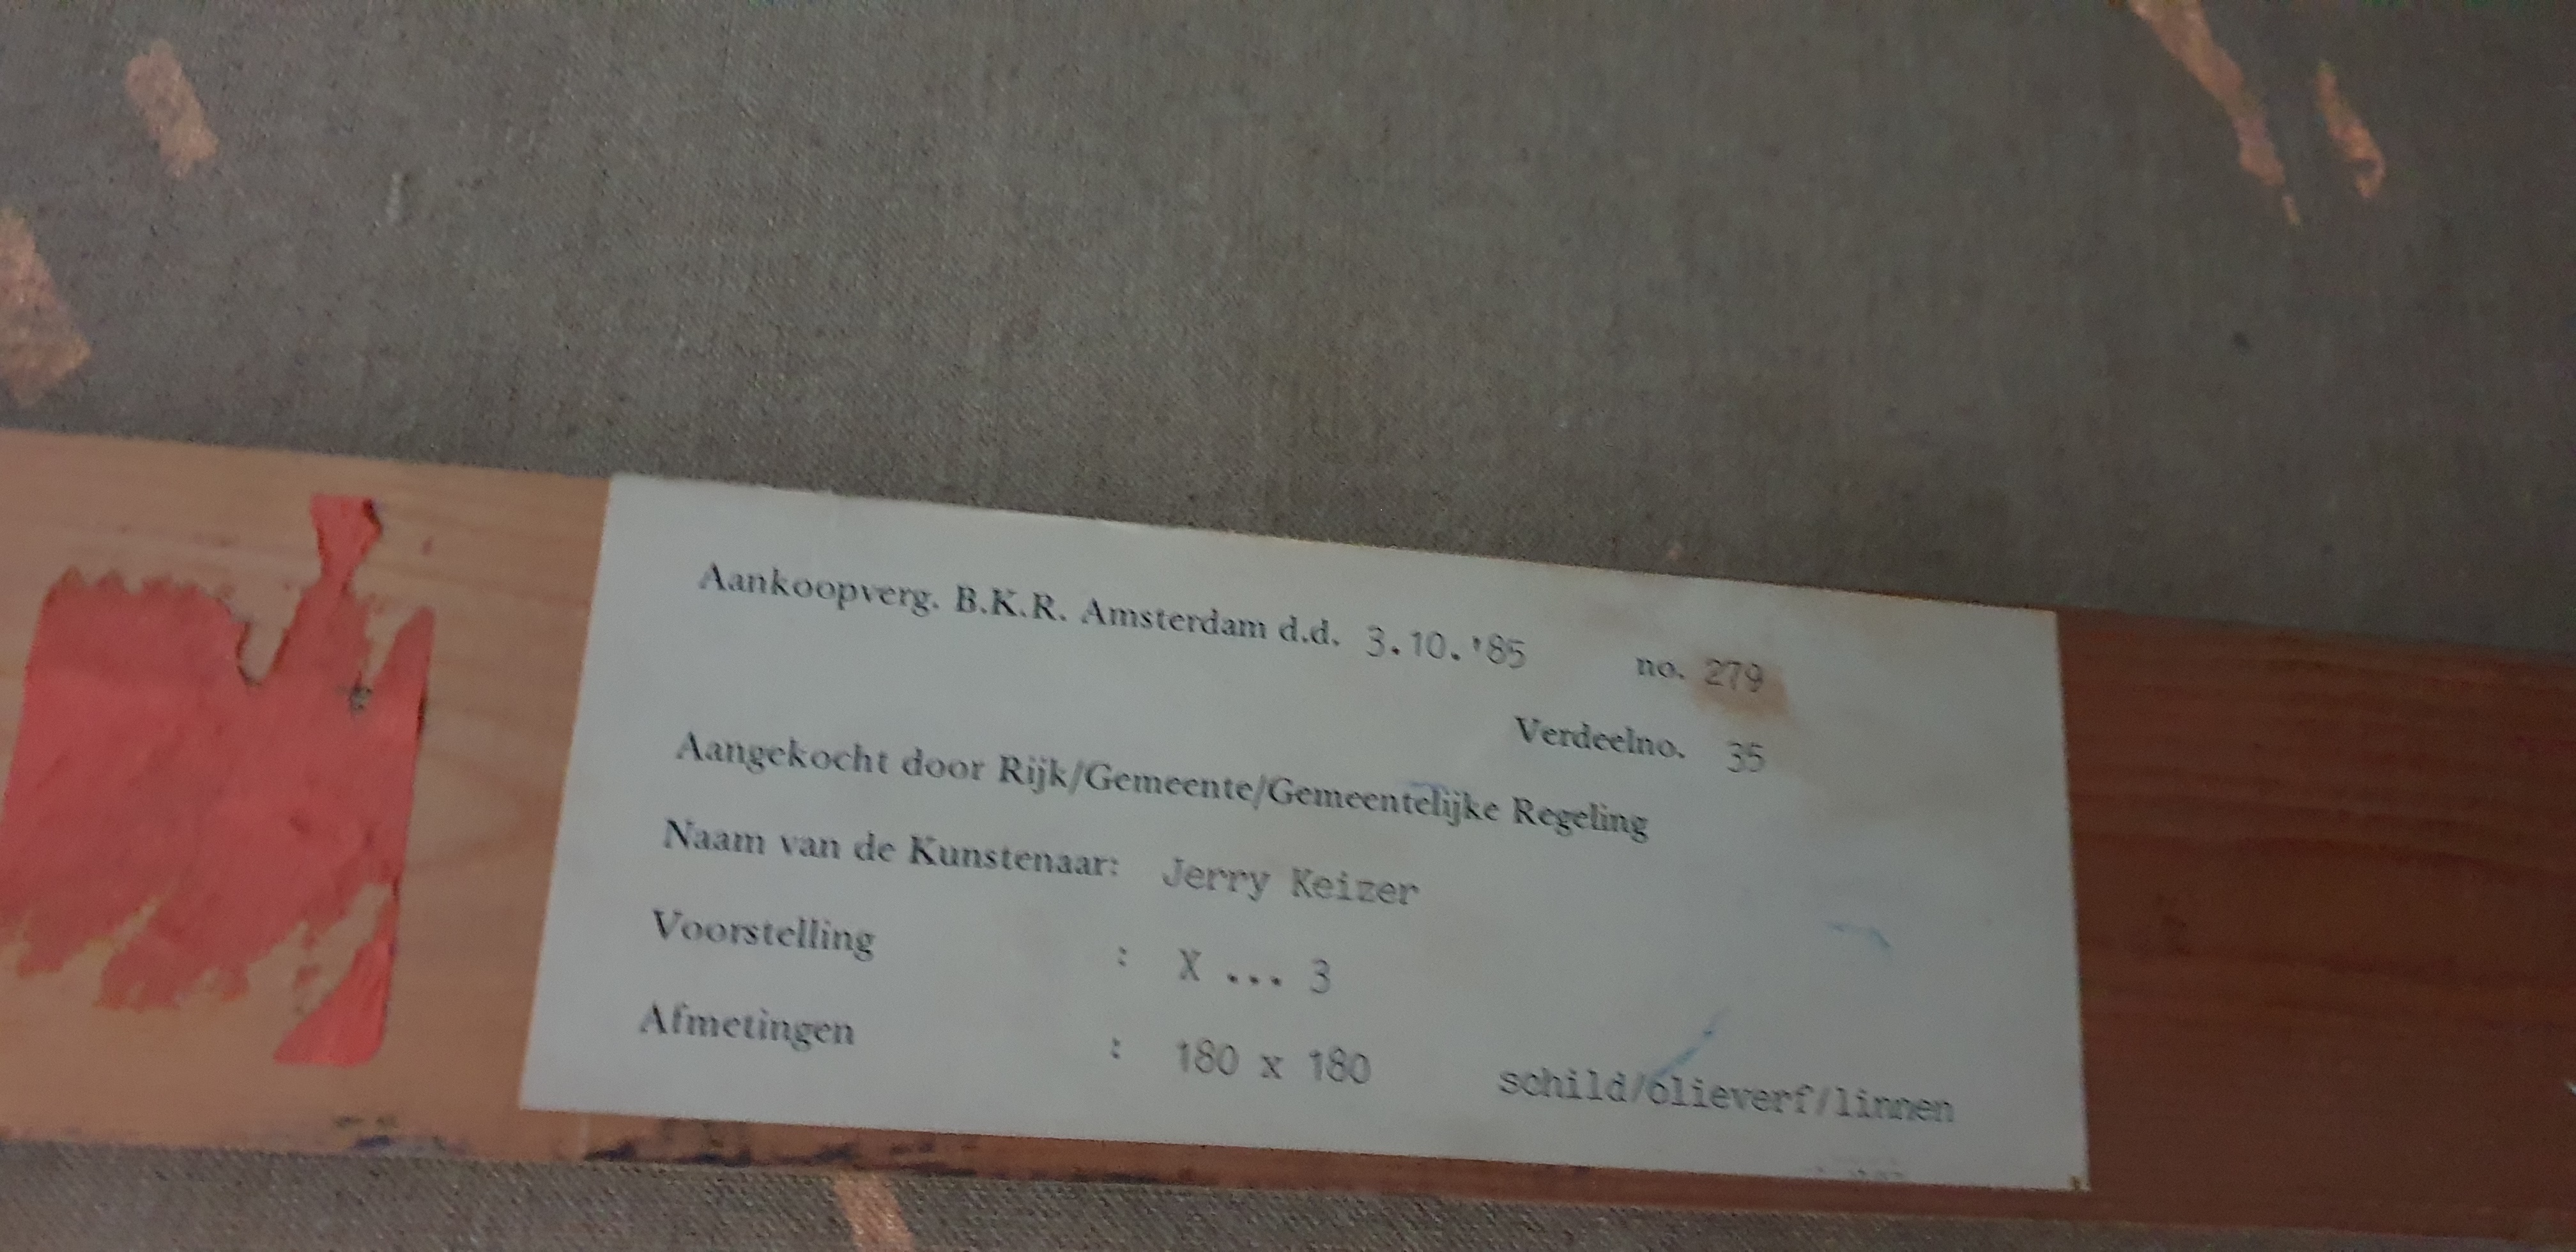 Aankoopverg. B.K.R. Amsterdam d.d. 3.10.'85 no. 279
Verdeelno. 35
Aangekocht door Rijk/Gemeente/Gemeentelijke Regeling
Naam van de Kunstenaar: Jerry Keizer
Voorstelling : X ... 3
Afmetingen : 180 x 180 schild/olieverf/linnen